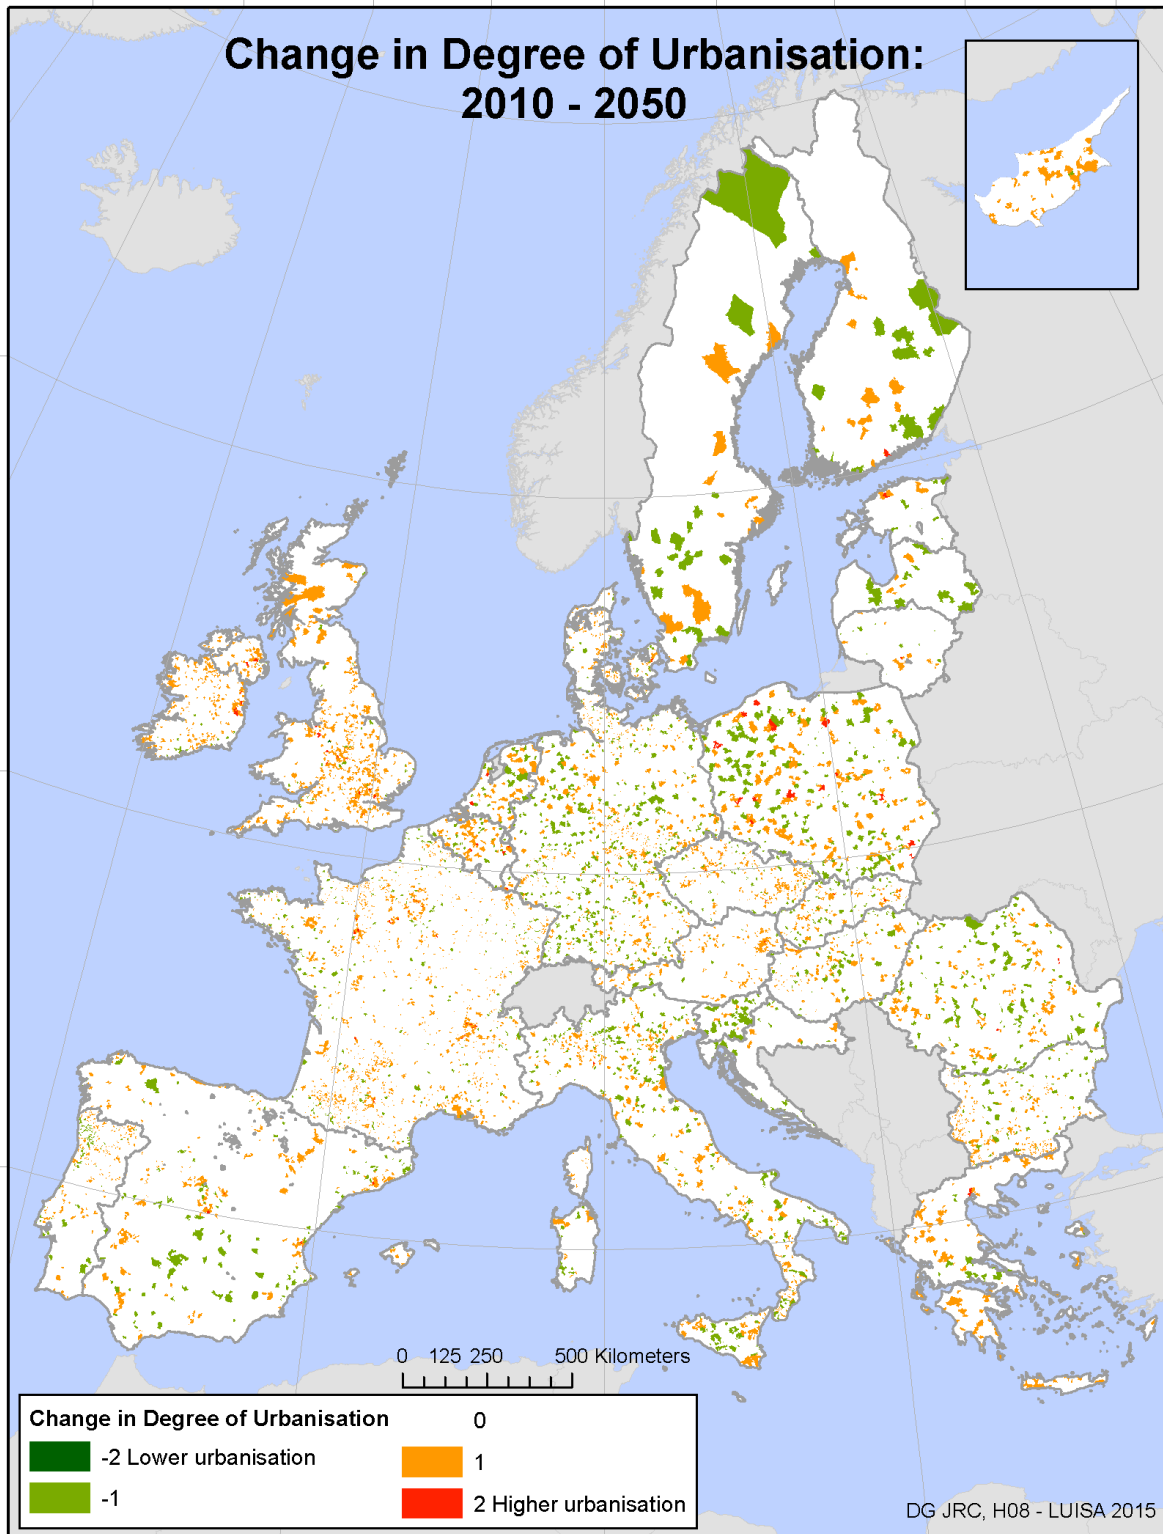 Change in Degree of Urbanisation:
2010 - 2050
0 125 250 500 Kilometers
Change in Degree of Urbanisation
-2 Lower urbanisation
-1
0
1
2 Higher urbanisation
DG JRC, H08 - LUISA 2015